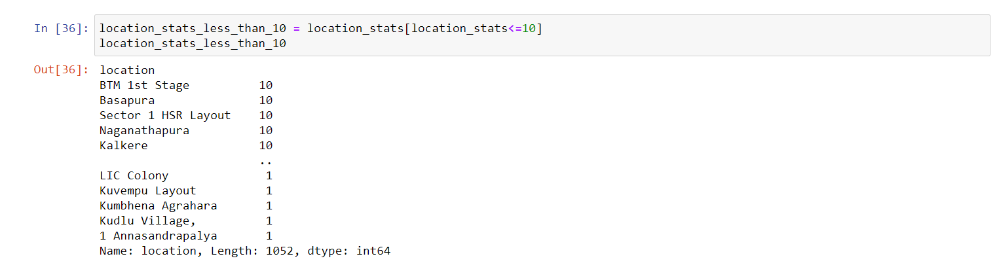 In [36]: location_stats_less_than_10 = location_stats[location_stats<=10]
location_stats_less_than_10
Out[36]: location
BTM 1st Stage 10
Basapura 10
Sector 1 HSR Layout 10
Naganathapura 10
Kalkere 10
..
LIC Colony 1
Kuvempu Layout 1
Kumbhena Agrahara 1
Kudlu Village, 1
1 Annasandrapalya 1
Name: location, Length: 1052, dtype: int64